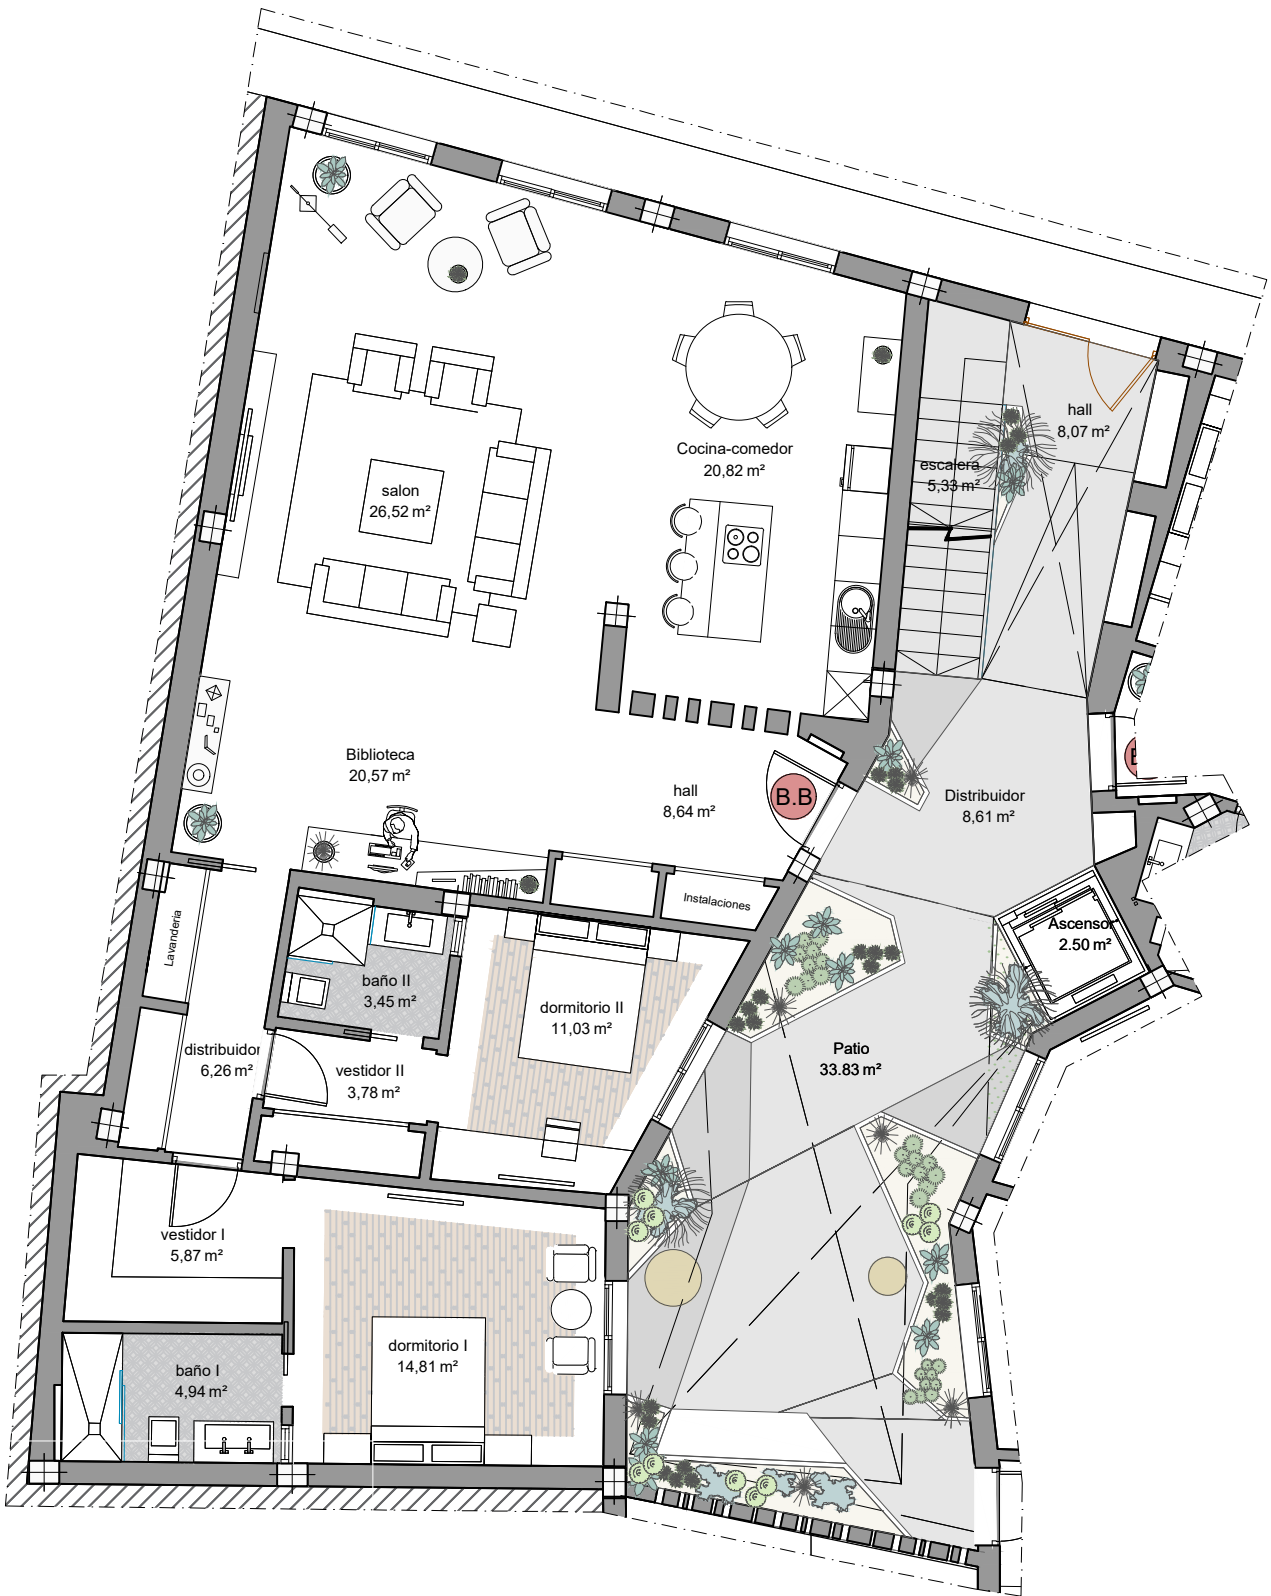 hall
8,07 m²
Cocina-comedor
20,82 m²
escalera
5,33 m²
salon
26,52 m²
Biblioteca
20,57 m²
hall
8,64 m²
B.B
Distribuidor
8,61 m²
Instalaciones
Lavanderia
Ascensor
2.50 m²
baño II
3,45 m²
dormitorio II
11,03 m²
distribuidor
6,26 m²
vestidor II
3,78 m²
Patio
33.83 m²
vestidor I
5,87 m²
dormitorio I
14,81 m²
baño I
4,94 m²